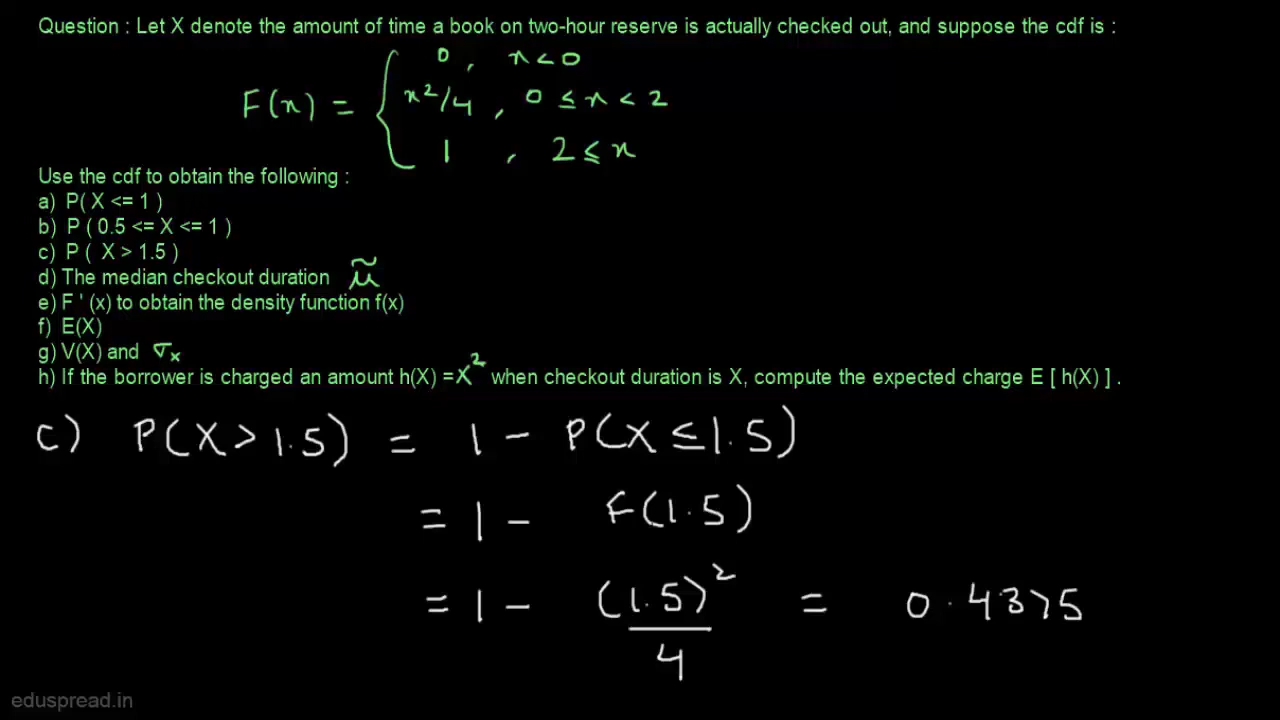 Question : Let X denote the amount of time a book on two-hour reserve is actually checked out, and suppose the cdf is :
0 , x < 0
F(x) = { x²/4 , 0 ≤ x < 2
1 , 2 ≤ x
Use the cdf to obtain the following :
a) P( X <= 1 )
b) P ( 0.5 <= X <= 1 )
c) P ( X > 1.5 )
d) The median checkout duration μ̃
e) F ' (x) to obtain the density function f(x)
f) E(X)
g) V(X) and σx
h) If the borrower is charged an amount h(X) = X² when checkout duration is X, compute the expected charge E [ h(X) ] .
c) P(X > 1.5) = 1 - P(X ≤ 1.5)
= 1 - F(1.5)
= 1 - (1.5)² / 4 = 0.4375
eduspread.in